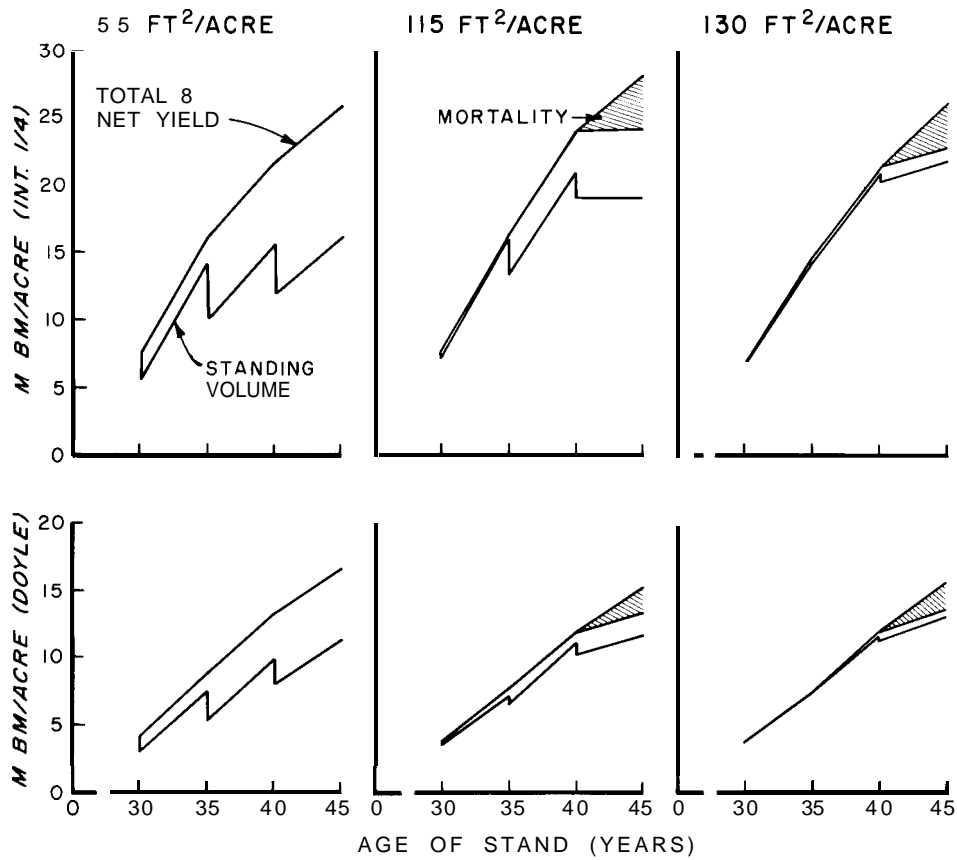 5 5 FT2/ACRE
115 FT2/ACRE
130 FT2/ACRE
M BM/ACRE (INT. 1/4)
30
25
20
15
10
5
0
TOTAL 8
NET YIELD
STANDING
VOLUME
MORTALITY
M BM/ACRE (DOYLE)
20
15
10
5
0
0 30 35 40 45
0 30 35 40 45
0 30 35 40 45
AGE OF STAND (YEARS)